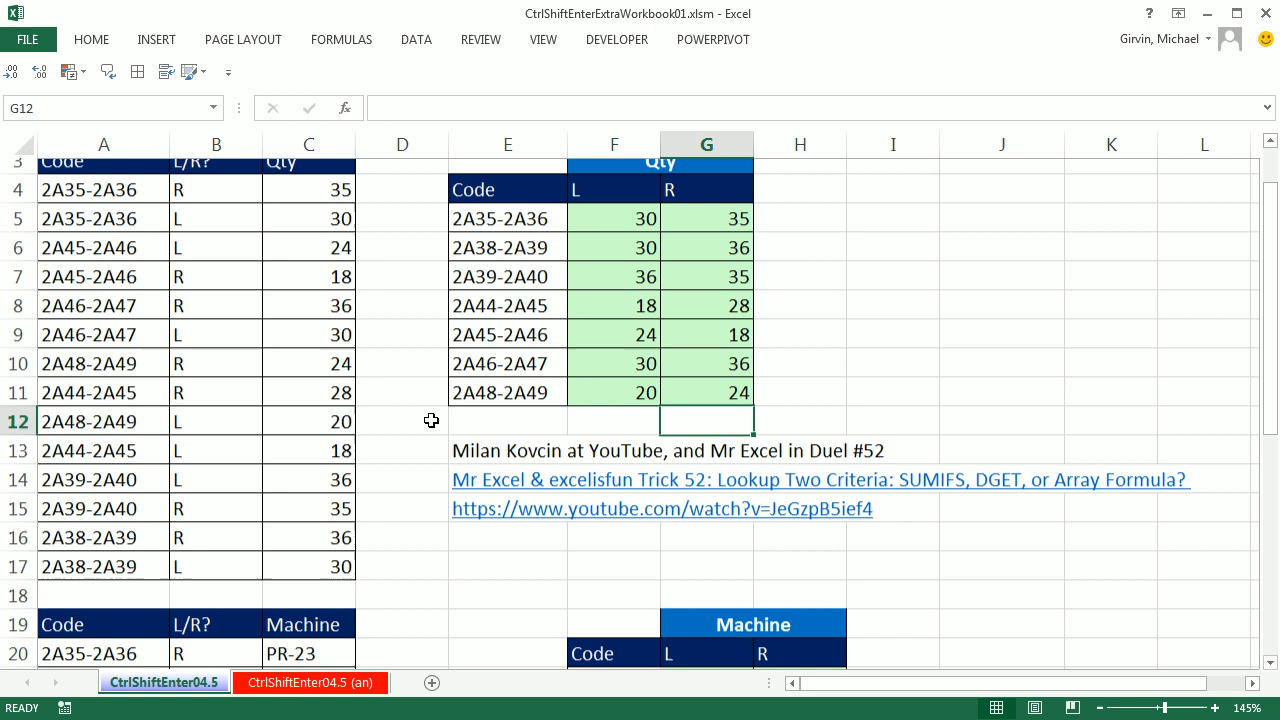 CtrlShiftEnterExtraWorkbook01.xlsm - Excel
FILE HOME INSERT PAGE LAYOUT FORMULAS DATA REVIEW VIEW DEVELOPER POWERPIVOT Girvin, Michael
G12 fx
A B C D E F G H I J K L
3 Code L/R? Qty Qty
4 2A35-2A36 R 35 Code L R
5 2A35-2A36 L 30 2A35-2A36 30 35
6 2A45-2A46 L 24 2A38-2A39 30 36
7 2A45-2A46 R 18 2A39-2A40 36 35
8 2A46-2A47 R 36 2A44-2A45 18 28
9 2A46-2A47 L 30 2A45-2A46 24 18
10 2A48-2A49 R 24 2A46-2A47 30 36
11 2A44-2A45 R 28 2A48-2A49 20 24
12 2A48-2A49 L 20
13 2A44-2A45 L 18 Milan Kovcin at YouTube, and Mr Excel in Duel #52
14 2A39-2A40 L 36 Mr Excel & excelisfun Trick 52: Lookup Two Criteria: SUMIFS, DGET, or Array Formula?
15 2A39-2A40 R 35 https://www.youtube.com/watch?v=JeGzpB5ief4
16 2A38-2A39 R 36
17 2A38-2A39 L 30
18
19 Code L/R? Machine Machine
20 2A35-2A36 R PR-23 Code L R
CtrlShiftEnter04.5 CtrlShiftEnter04.5 (an)
READY 145%